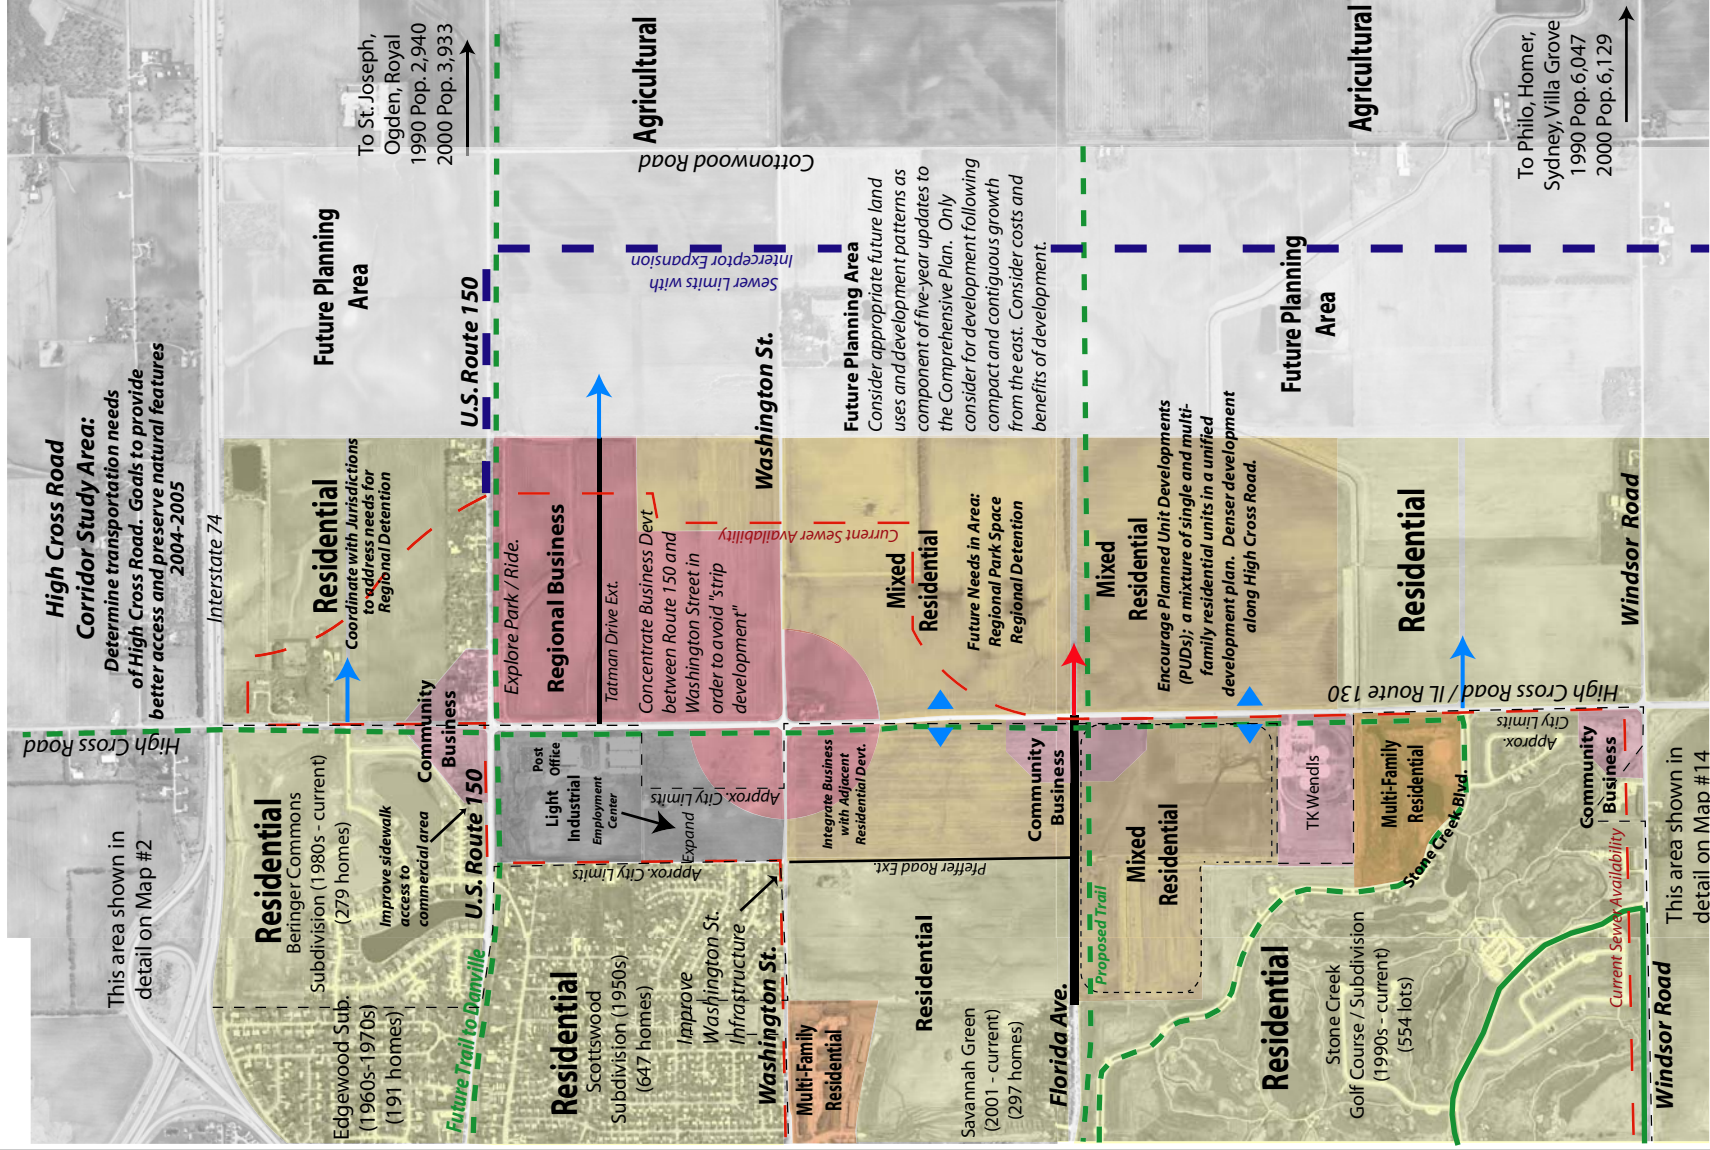 High Cross Road
Corridor Study Area:
Determine transportation needs
of High Cross Road.  Goals to provide
better access and preserve natural features
2004-2005
This area shown in
detail on Map #2
High Cross Road
Interstate 74
Future Planning
Area
To St. Joseph,
Ogden, Royal
1990 Pop. 2,940
2000 Pop. 3,933
Residential
Coordinate with Jurisdictions
to address needs for
Regional Detention
Residential
Beringer Commons
Subdivision (1980s - current)
(279 homes)
Edgewood Sub.
(1960s-1970s)
(191 homes)
Improve sidewalk
access to
commercial area
Community
Business
U.S. Route 150
U.S. Route 150
Future Trail to Danville
Agricultural
Cottonwood Road
Sewer Limits with
Interceptor Expansion
Explore Park / Ride.
Regional Business
Tatman Drive Ext.
Concentrate Business Devt
between Route 150 and
Washington Street in
order to avoid "strip
development"
Current Sewer Availability
Post
Office
Light
Industrial
Employment
Center
Expand
Approx. City Limits
Approx. City Limits
Residential
Scottswood
Subdivision (1950s)
(647 homes)
Improve
Washington St.
Infrastructure
Washington St.
Washington St.
Future Planning Area
Consider appropriate future land
uses and development patterns as
component of five-year updates to
the Comprehensive Plan.  Only
consider for development following
compact and contiguous growth
from the east.  Consider costs and
benefits of development.
Mixed
Residential
Future Needs in Area:
Regional Park Space
Regional Detention
Integrate Business
with Adjacent
Residential Devt.
Pfeffer Road Ext.
Multi-Family
Residential
Residential
Savannah Green
(2001 - current)
(297 homes)
Community
Business
Florida Ave.
Proposed Trail
Mixed
Residential
Encourage Planned Unit Developments
(PUDs); a mixture of single and multi-
family residential units in a unified
development plan.  Denser development
along High Cross Road.
Mixed
Residential
Future Planning
Area
Agricultural
To Philo, Homer,
Sydney, Villa Grove
1990 Pop. 6,047
2000 Pop. 6,129
Residential
High Cross Road / IL Route 130
TK Wendls
Multi-Family
Residential
Stone Creek Blvd.
Approx.
City Limits
Community
Business
Residential
Stone Creek
Golf Course / Subdivision
(1990s - current)
(554 lots)
Current Sewer Availability
Windsor Road
Windsor Road
This area shown in
detail on Map #14